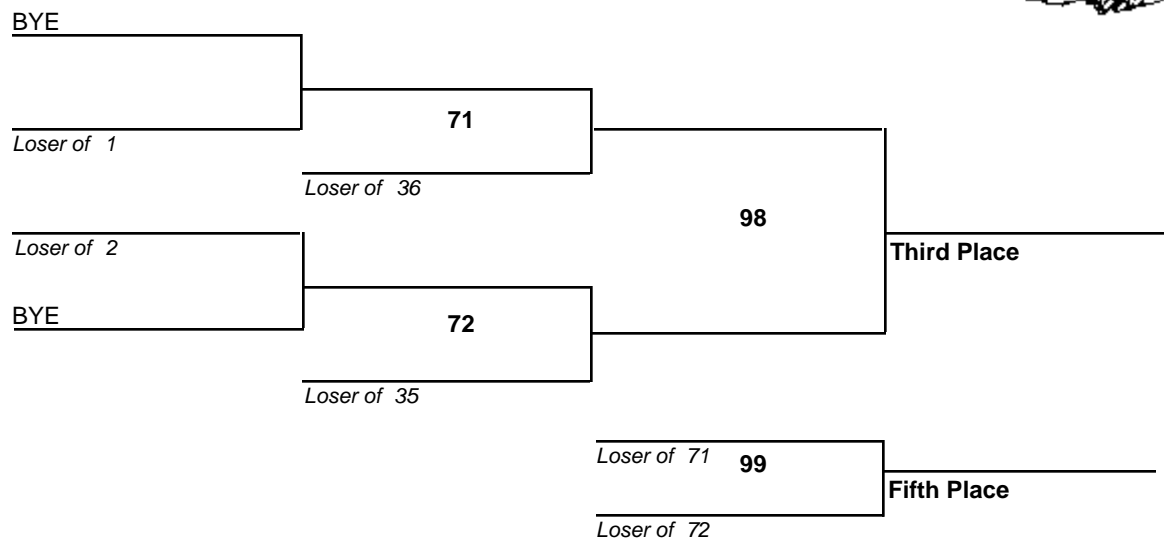 BYE
Loser of 1
71
Loser of 36
98
Loser of 2
Third Place
BYE
72
Loser of 35
Loser of 71
99
Fifth Place
Loser of 72